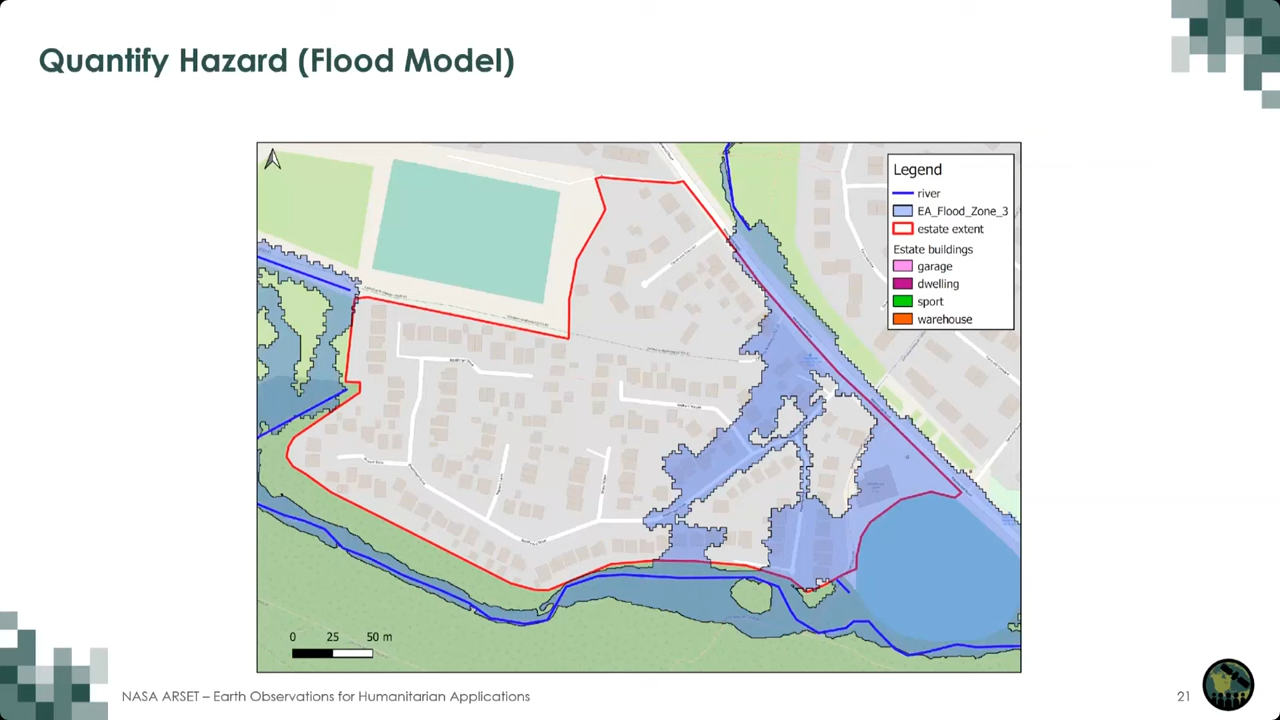 Quantify Hazard (Flood Model)
Legend
river
EA_Flood_Zone_3
estate extent
Estate buildings
garage
dwelling
sport
warehouse
0 25 50 m
NASA ARSET – Earth Observations for Humanitarian Applications
21